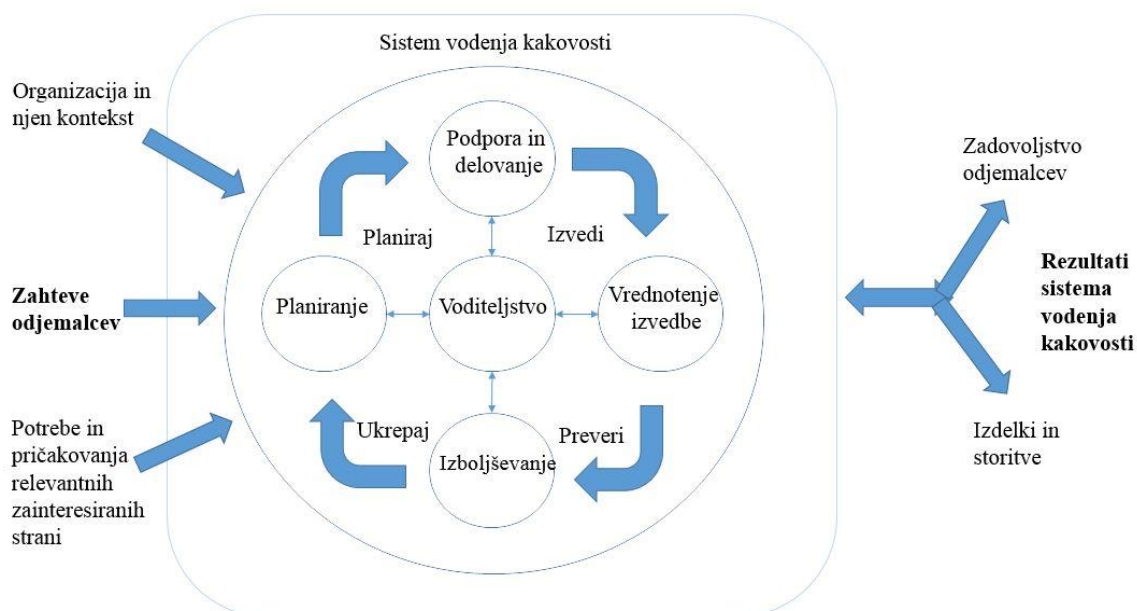 Sistem vodenja kakovosti
Organizacija in
njen kontekst
Zahteve
odjemalcev
Potrebe in
pričakovanja
relevantnih
zainteresiranih
strani
Podpora in
delovanje
Planiraj
Izvedi
Planiranje
Voditeljstvo
Vrednotenje
izvedbe
Ukrepaj
Preveri
Izboljševanje
Zadovoljstvo
odjemalcev
Rezultati
sistema
vodenja
kakovosti
Izdelki in
storitve